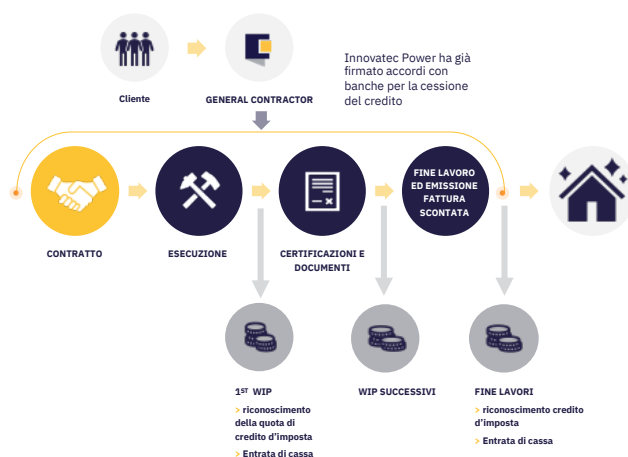 Innovatec Power ha già
firmato accordi con
banche per la cessione
del credito
Cliente
GENERAL CONTRACTOR
FINE LAVORO
ED EMISSIONE
FATTURA
SCONTATA
CONTRATTO
ESECUZIONE
CERTIFICAZIONI E
DOCUMENTI
1ST WIP
> riconoscimento
della quota di
credito d'imposta
> Entrata di cassa
WIP SUCCESSIVI
FINE LAVORI
> riconoscimento credito
d'imposta
> Entrata di cassa